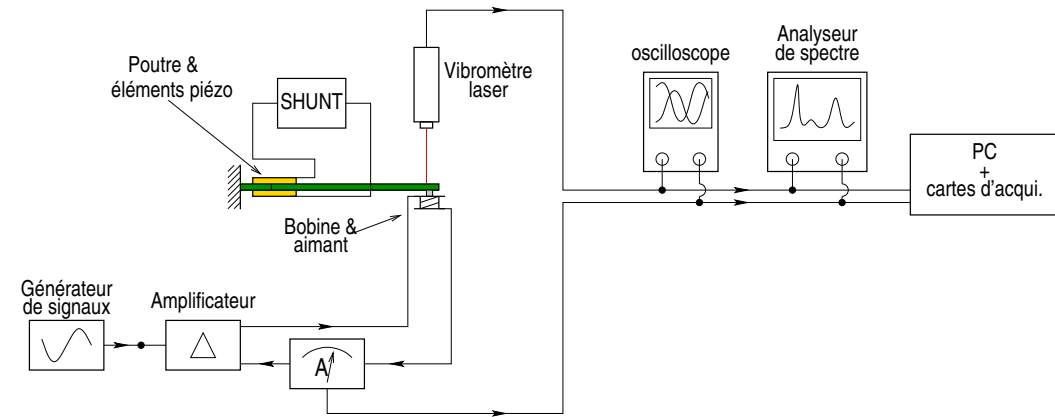 Poutre &
éléments piézo
SHUNT
Vibromètre
laser
oscilloscope
Analyseur
de spectre
PC
+
cartes d'acqui.
Bobine &
aimant
Générateur
de signaux
Amplificateur
A